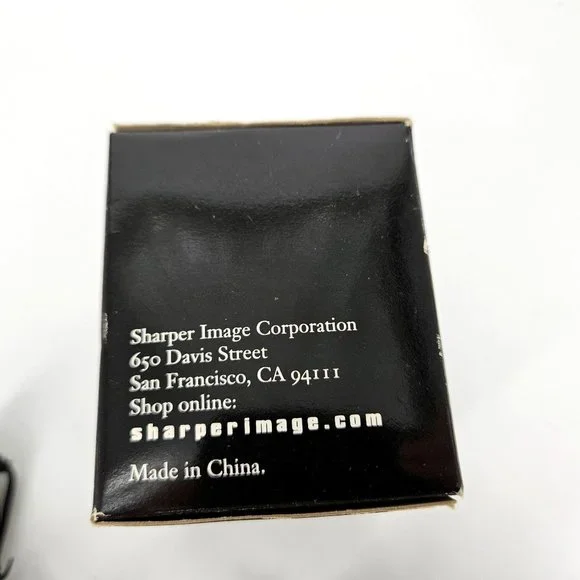 Sharper Image Corporation
650 Davis Street
San Francisco, CA 94111
Shop online:
sharperimage.com
Made in China.